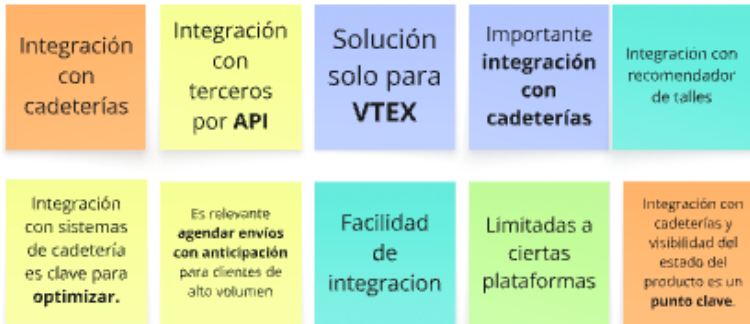 Integración
con
cadeterías
Integración
con
terceros
por API
Solución
solo para
VTEX
Importante
integración
con
cadeterías
Integración con
recomendador
de talles
Integración
con sistemas
de cadetería
es clave para
optimizar.
Es relevante
agendar envíos
con anticipación
para clientes de
alto volumen
Facilidad
de
integracion
Limitadas a
ciertas
plataformas
Integración con
cadeterías y
visibilidad del
estado del
producto es un
punto clave.